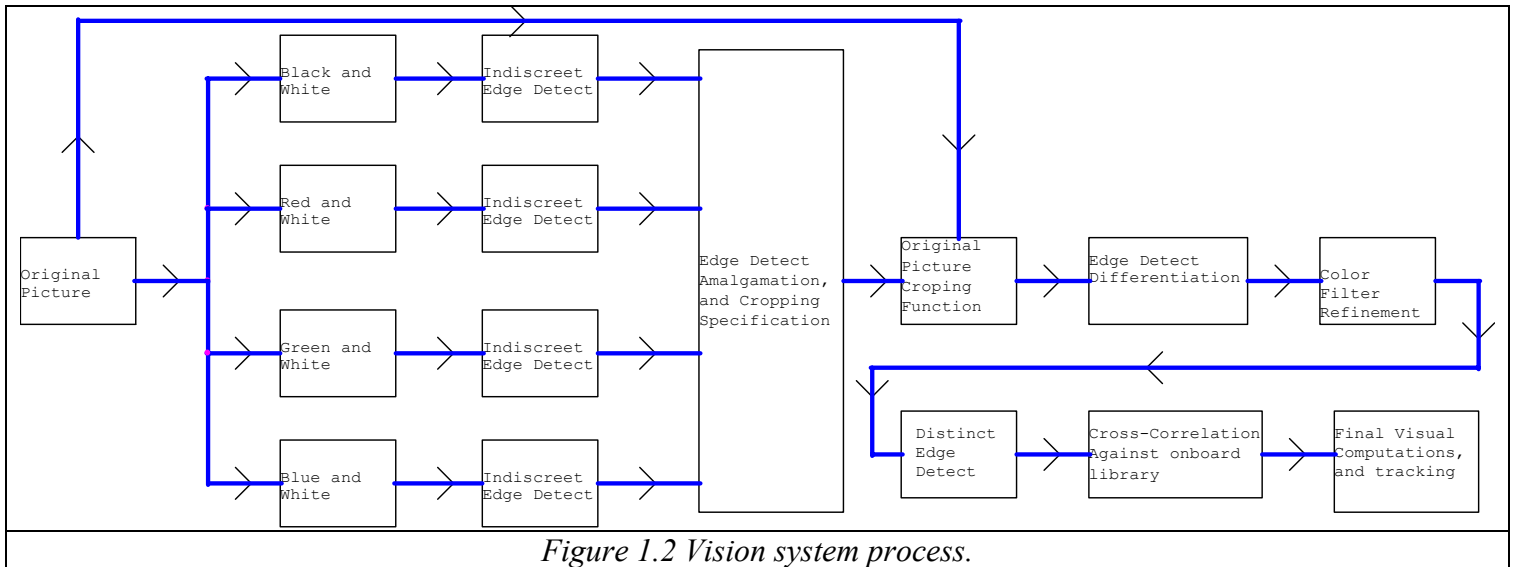 Original
Picture
Black and
White
Indiscreet
Edge Detect
Red and
White
Indiscreet
Edge Detect
Green and
White
Indiscreet
Edge Detect
Blue and
White
Indiscreet
Edge Detect
Edge Detect
Amalgamation,
and Cropping
Specification
Original
Picture
Croping
Function
Edge Detect
Differentiation
Color
Filter
Refinement
Distinct
Edge
Detect
Cross-Correlation
Against onboard
library
Final Visual
Computations,
and tracking
Figure 1.2 Vision system process.